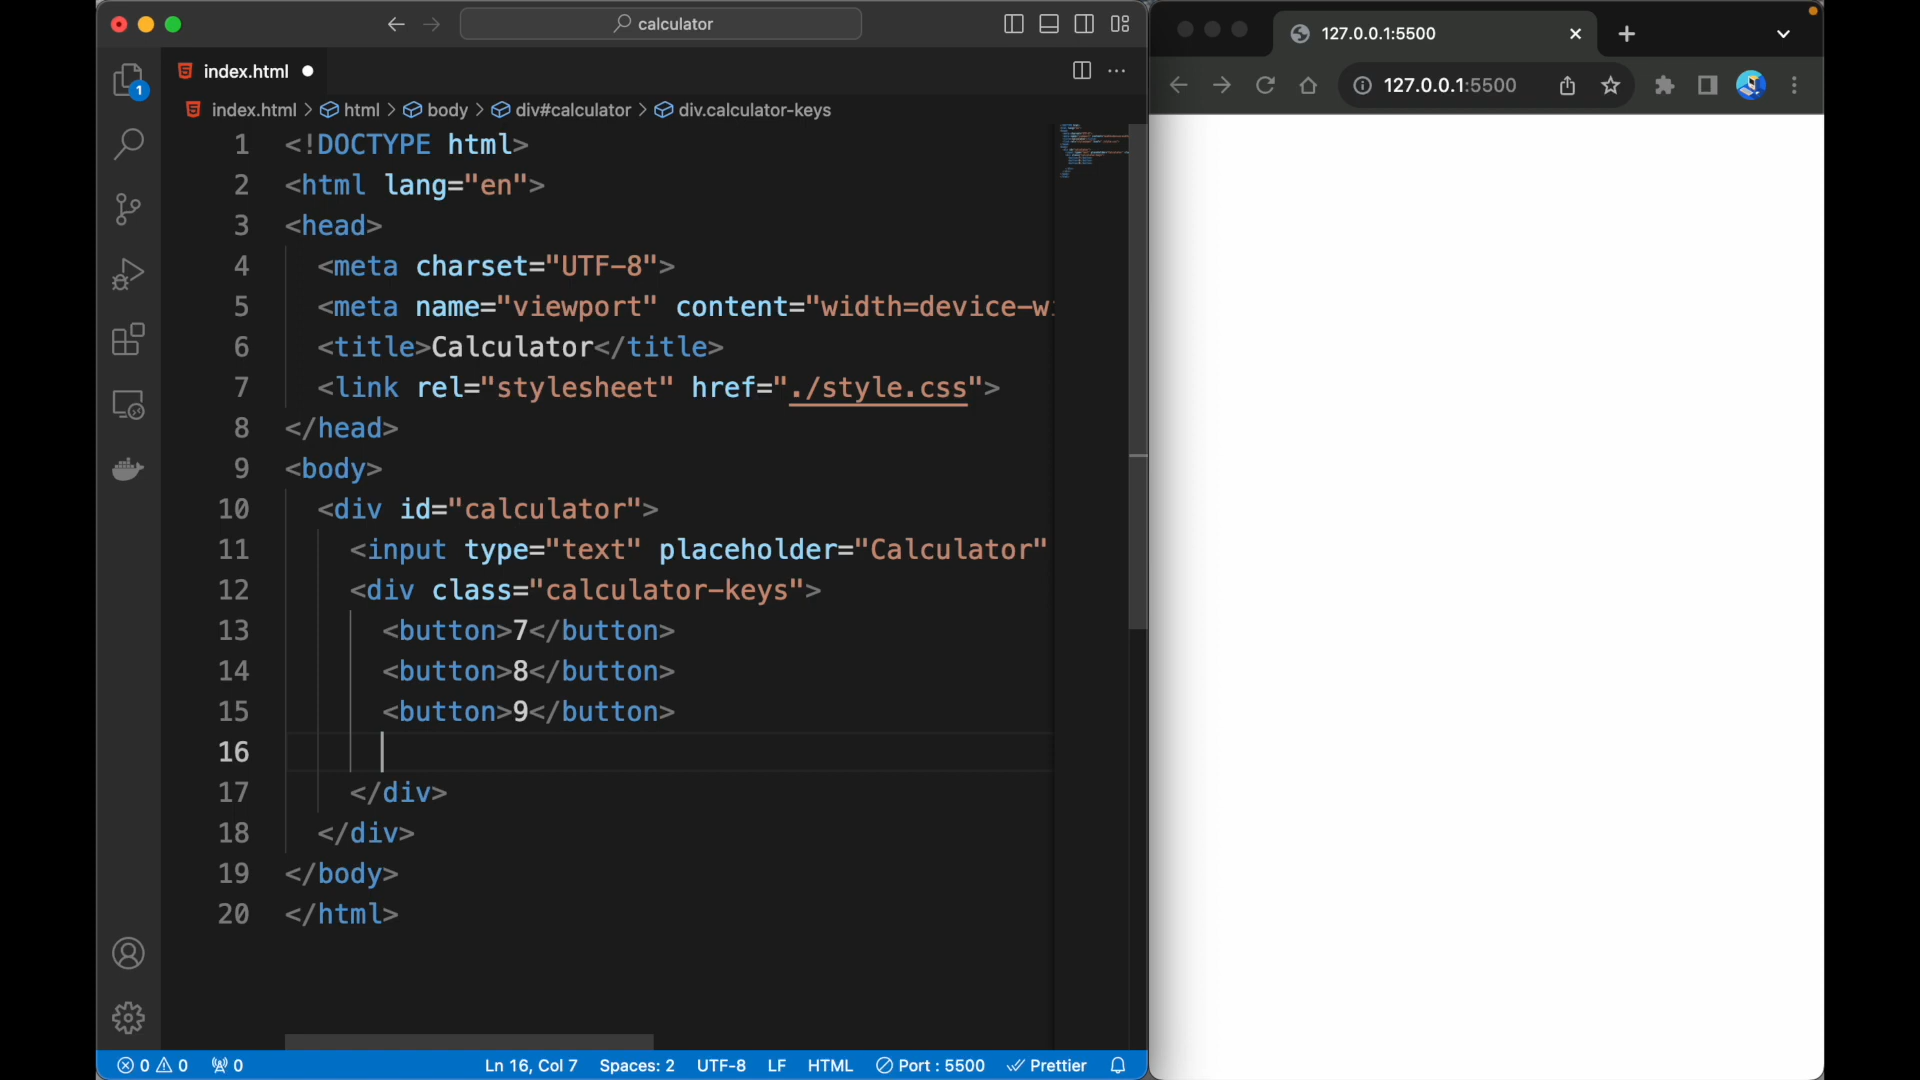 calculator
index.html
index.html > html > body > div#calculator > div.calculator-keys
1 <!DOCTYPE html>
2 <html lang="en">
3 <head>
4 <meta charset="UTF-8">
5 <meta name="viewport" content="width=device-wi
6 <title>Calculator</title>
7 <link rel="stylesheet" href="./style.css">
8 </head>
9 <body>
10 <div id="calculator">
11 <input type="text" placeholder="Calculator"
12 <div class="calculator-keys">
13 <button>7</button>
14 <button>8</button>
15 <button>9</button>
16
17 </div>
18 </div>
19 </body>
20 </html>
1
0 0 0 Ln 16, Col 7 Spaces: 2 UTF-8 LF HTML Port : 5500 Prettier
127.0.0.1:5500
127.0.0.1:5500